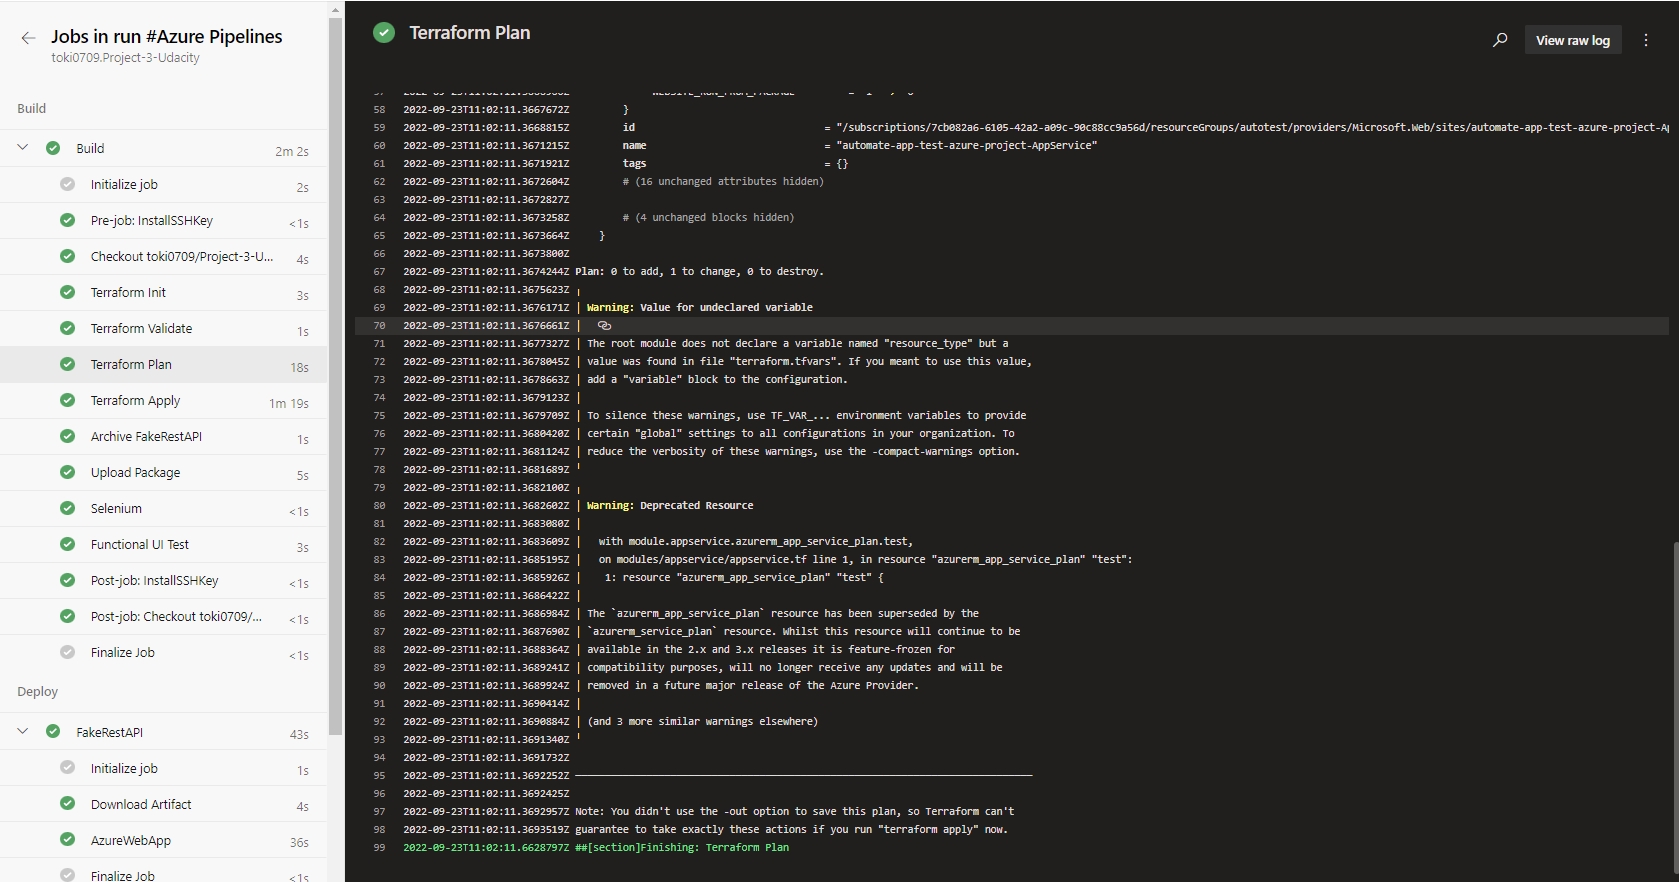 Jobs in run #Azure Pipelines
toki0709.Project-3-Udacity
Build
Build 2m 2s
Initialize job 2s
Pre-job: InstallSSHKey <1s
Checkout toki0709/Project-3-U... 4s
Terraform Init 3s
Terraform Validate 1s
Terraform Plan 18s
Terraform Apply 1m 19s
Archive FakeRestAPI 1s
Upload Package 5s
Selenium <1s
Functional UI Test 3s
Post-job: InstallSSHKey <1s
Post-job: Checkout toki0709/... <1s
Finalize Job <1s
Deploy
FakeRestAPI 43s
Initialize job 1s
Download Artifact 4s
AzureWebApp 36s
Finalize Job <1s
Terraform Plan
View raw log
58 2022-09-23T11:02:11.3667672Z }
59 2022-09-23T11:02:11.3668815Z id = "/subscriptions/7cb082a6-6105-42a2-a09c-90c88cc9a56d/resourceGroups/autotest/providers/Microsoft.Web/sites/automate-app-test-azure-project-Ap
60 2022-09-23T11:02:11.3671215Z name = "automate-app-test-azure-project-AppService"
61 2022-09-23T11:02:11.3671921Z tags = {}
62 2022-09-23T11:02:11.3672604Z # (16 unchanged attributes hidden)
63 2022-09-23T11:02:11.3672827Z
64 2022-09-23T11:02:11.3673258Z # (4 unchanged blocks hidden)
65 2022-09-23T11:02:11.3673664Z }
66 2022-09-23T11:02:11.3673800Z
67 2022-09-23T11:02:11.3674244Z Plan: 0 to add, 1 to change, 0 to destroy.
68 2022-09-23T11:02:11.3675623Z ╷
69 2022-09-23T11:02:11.3676171Z │ Warning: Value for undeclared variable
70 2022-09-23T11:02:11.3676661Z │
71 2022-09-23T11:02:11.3677327Z │ The root module does not declare a variable named "resource_type" but a
72 2022-09-23T11:02:11.3678045Z │ value was found in file "terraform.tfvars". If you meant to use this value,
73 2022-09-23T11:02:11.3678663Z │ add a "variable" block to the configuration.
74 2022-09-23T11:02:11.3679123Z │
75 2022-09-23T11:02:11.3679709Z │ To silence these warnings, use TF_VAR_... environment variables to provide
76 2022-09-23T11:02:11.3680420Z │ certain "global" settings to all configurations in your organization. To
77 2022-09-23T11:02:11.3681124Z │ reduce the verbosity of these warnings, use the -compact-warnings option.
78 2022-09-23T11:02:11.3681689Z ╵
79 2022-09-23T11:02:11.3682100Z ╷
80 2022-09-23T11:02:11.3682602Z │ Warning: Deprecated Resource
81 2022-09-23T11:02:11.3683080Z │
82 2022-09-23T11:02:11.3683609Z │ with module.appservice.azurerm_app_service_plan.test,
83 2022-09-23T11:02:11.3685195Z │ on modules/appservice/appservice.tf line 1, in resource "azurerm_app_service_plan" "test":
84 2022-09-23T11:02:11.3685926Z │ 1: resource "azurerm_app_service_plan" "test" {
85 2022-09-23T11:02:11.3686422Z │
86 2022-09-23T11:02:11.3686984Z │ The `azurerm_app_service_plan` resource has been superseded by the
87 2022-09-23T11:02:11.3687690Z │ `azurerm_service_plan` resource. Whilst this resource will continue to be
88 2022-09-23T11:02:11.3688364Z │ available in the 2.x and 3.x releases it is feature-frozen for
89 2022-09-23T11:02:11.3689241Z │ compatibility purposes, will no longer receive any updates and will be
90 2022-09-23T11:02:11.3689924Z │ removed in a future major release of the Azure Provider.
91 2022-09-23T11:02:11.3690414Z │
92 2022-09-23T11:02:11.3690884Z │ (and 3 more similar warnings elsewhere)
93 2022-09-23T11:02:11.3691340Z ╵
94 2022-09-23T11:02:11.3691732Z
95 2022-09-23T11:02:11.3692252Z ─────────────────────────────────────────────────────────────────────────────
96 2022-09-23T11:02:11.3692425Z
97 2022-09-23T11:02:11.3692957Z Note: You didn't use the -out option to save this plan, so Terraform can't
98 2022-09-23T11:02:11.3693519Z guarantee to take exactly these actions if you run "terraform apply" now.
99 2022-09-23T11:02:11.6628797Z ##[section]Finishing: Terraform Plan